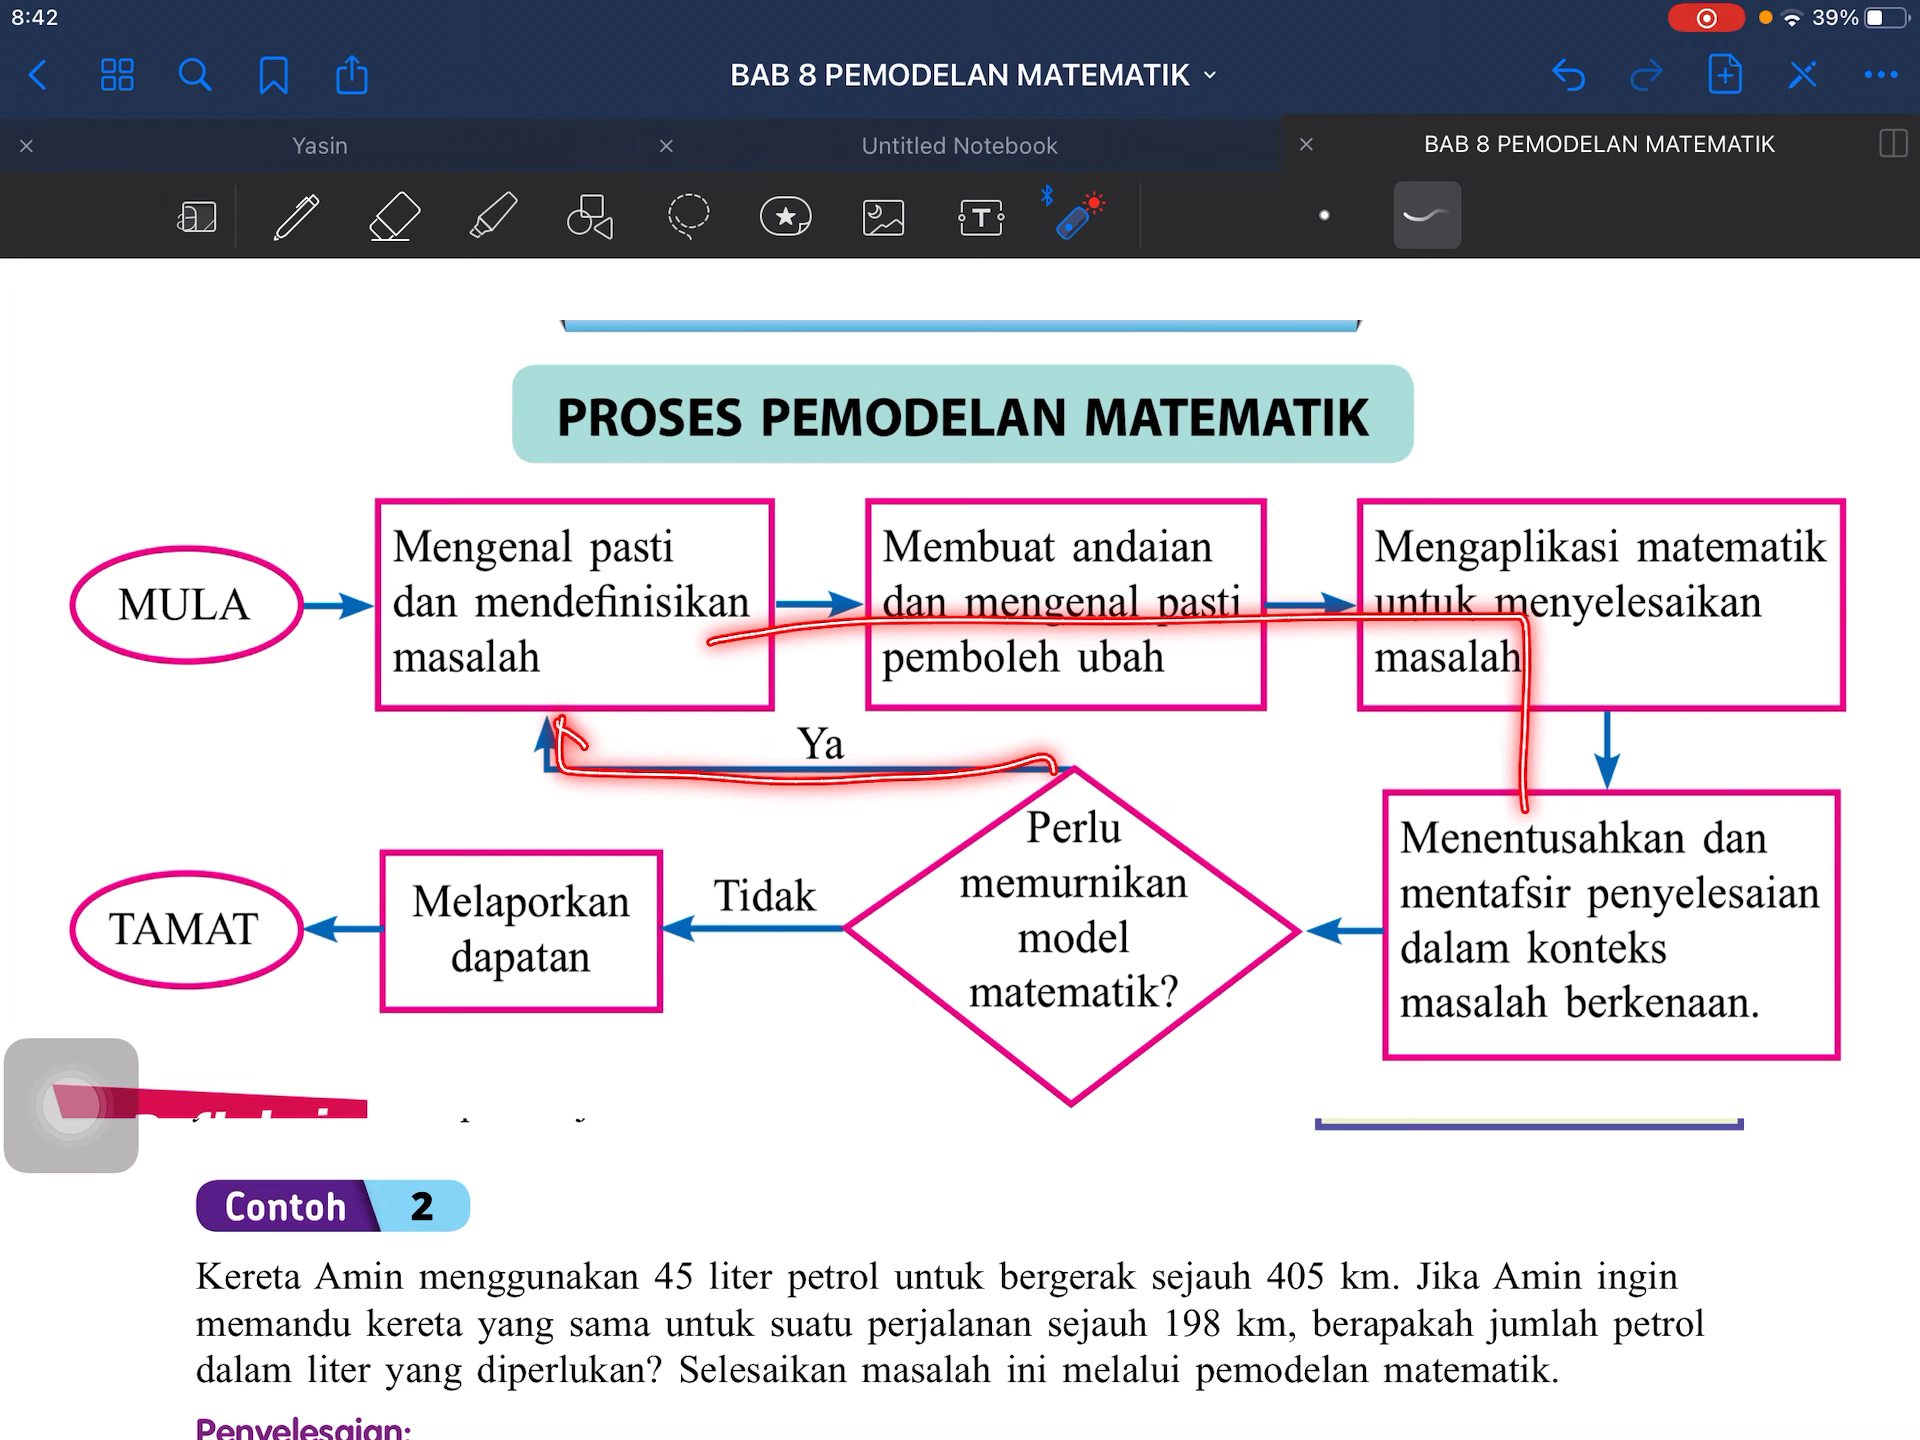 8:42
39%
BAB 8 PEMODELAN MATEMATIK
Yasin
Untitled Notebook
BAB 8 PEMODELAN MATEMATIK
PROSES PEMODELAN MATEMATIK
MULA
Mengenal pasti
dan mendefinisikan
masalah
Membuat andaian
dan mengenal pasti
pemboleh ubah
Mengaplikasi matematik
untuk menyelesaikan
masalah
Menentusahkan dan
mentafsir penyelesaian
dalam konteks
masalah berkenaan.
Perlu
memurnikan
model
matematik?
Ya
Tidak
Melaporkan
dapatan
TAMAT
Contoh 2
Kereta Amin menggunakan 45 liter petrol untuk bergerak sejauh 405 km. Jika Amin ingin
memandu kereta yang sama untuk suatu perjalanan sejauh 198 km, berapakah jumlah petrol
dalam liter yang diperlukan? Selesaikan masalah ini melalui pemodelan matematik.
Penyelesaian: